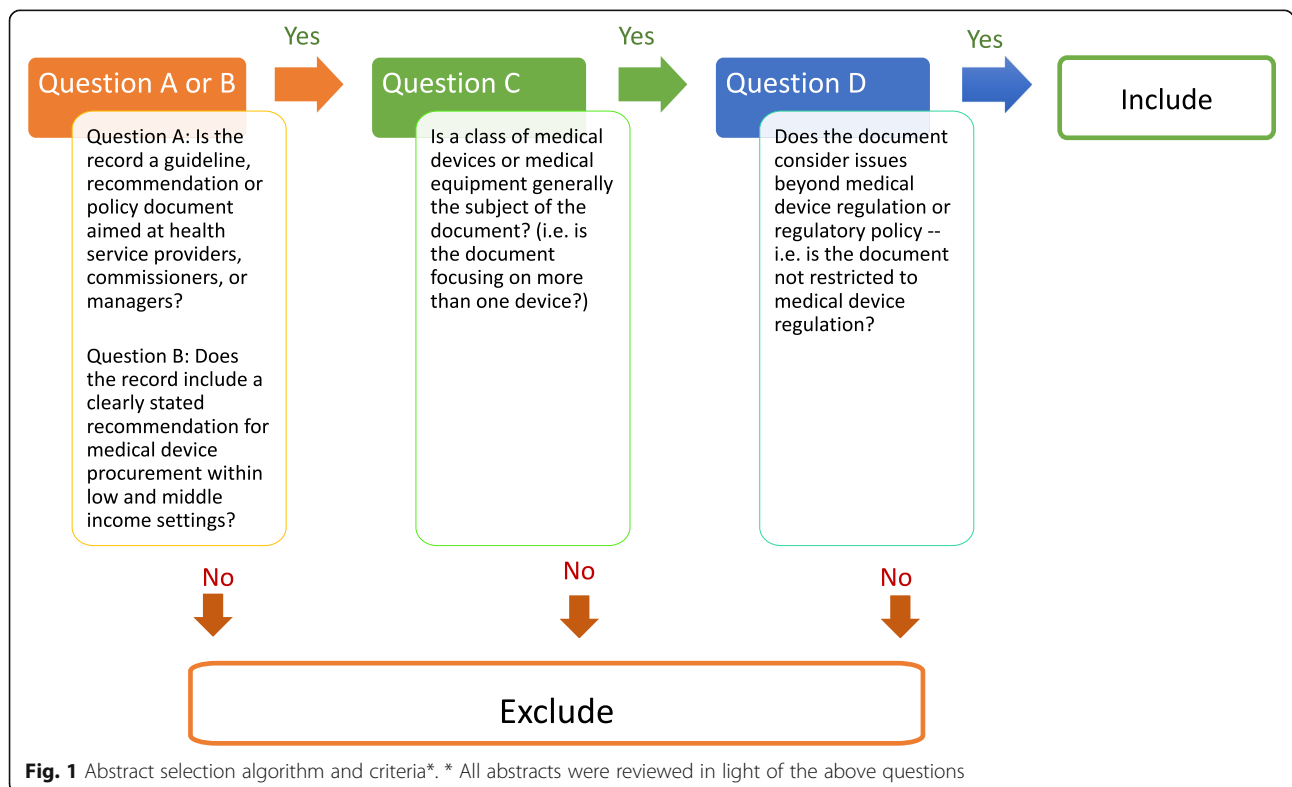 Yes
Yes
Yes
Question A or B
Question C
Question D
Include
Question A: Is the
record a guideline,
recommendation or
policy document
aimed at health
service providers,
commissioners, or
managers?
Question B: Does
the record include a
clearly stated
recommendation for
medical device
procurement within
low and middle
income settings?
Is a class of medical
devices or medical
equipment generally
the subject of the
document? (i.e. is
the document
focusing on more
than one device?)
Does the document
consider issues
beyond medical
device regulation or
regulatory policy --
i.e. is the document
not restricted to
medical device
regulation?
No
No
No
Exclude
Fig. 1 Abstract selection algorithm and criteria*. * All abstracts were reviewed in light of the above questions